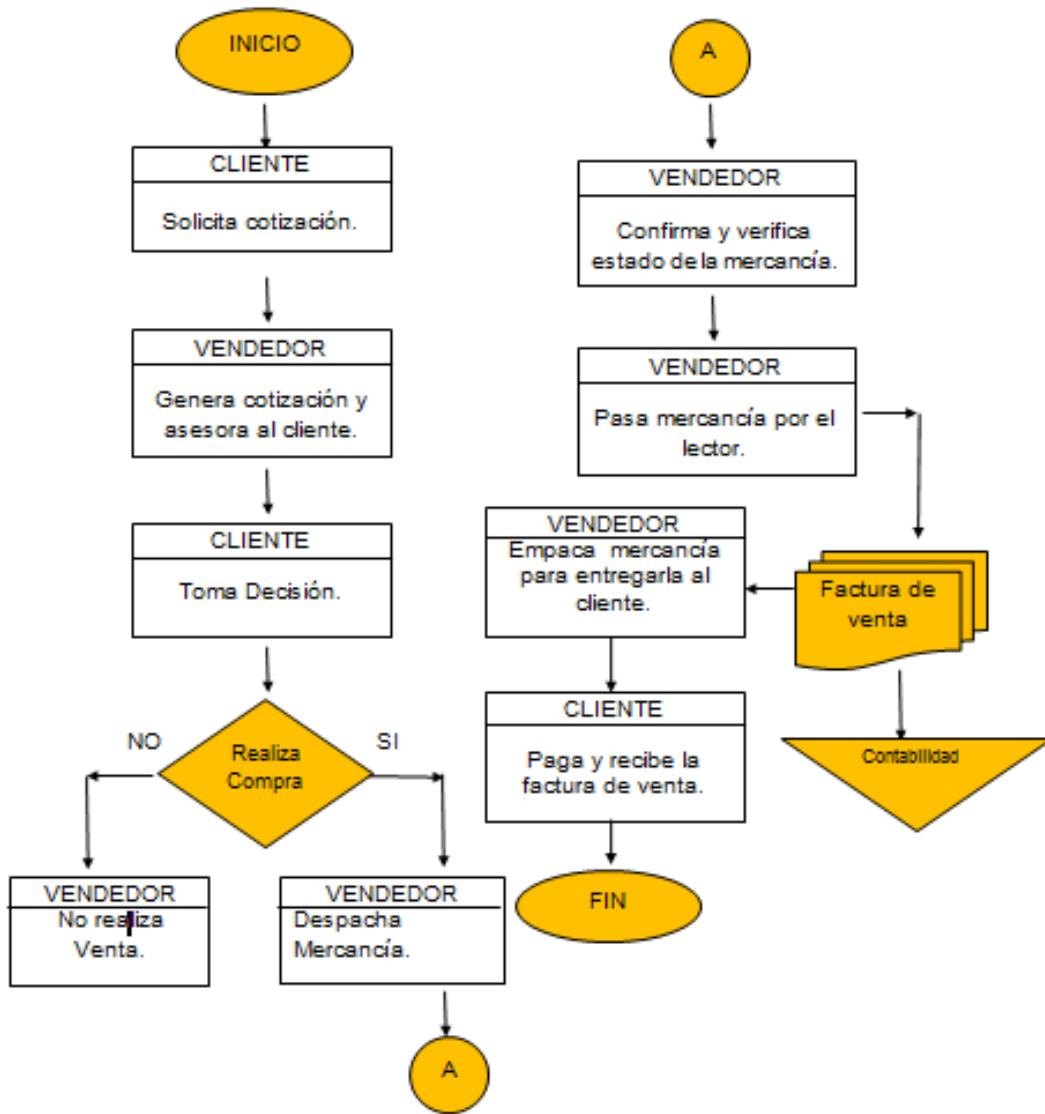 INICIO
CLIENTE
Solicita cotización.
VENDEDOR
Genera cotización y
asesora al cliente.
CLIENTE
Toma Decisión.
Realiza
Compra
NO
SI
VENDEDOR
No realiza
Venta.
VENDEDOR
Despacha
Mercancía.
A
A
VENDEDOR
Confirma y verifica
estado de la mercancía.
VENDEDOR
Pasa mercancía por el
lector.
Factura de
venta
Contabilidad
VENDEDOR
Empaca mercancía
para entregarla al
cliente.
CLIENTE
Paga y recibe la
factura de venta.
FIN